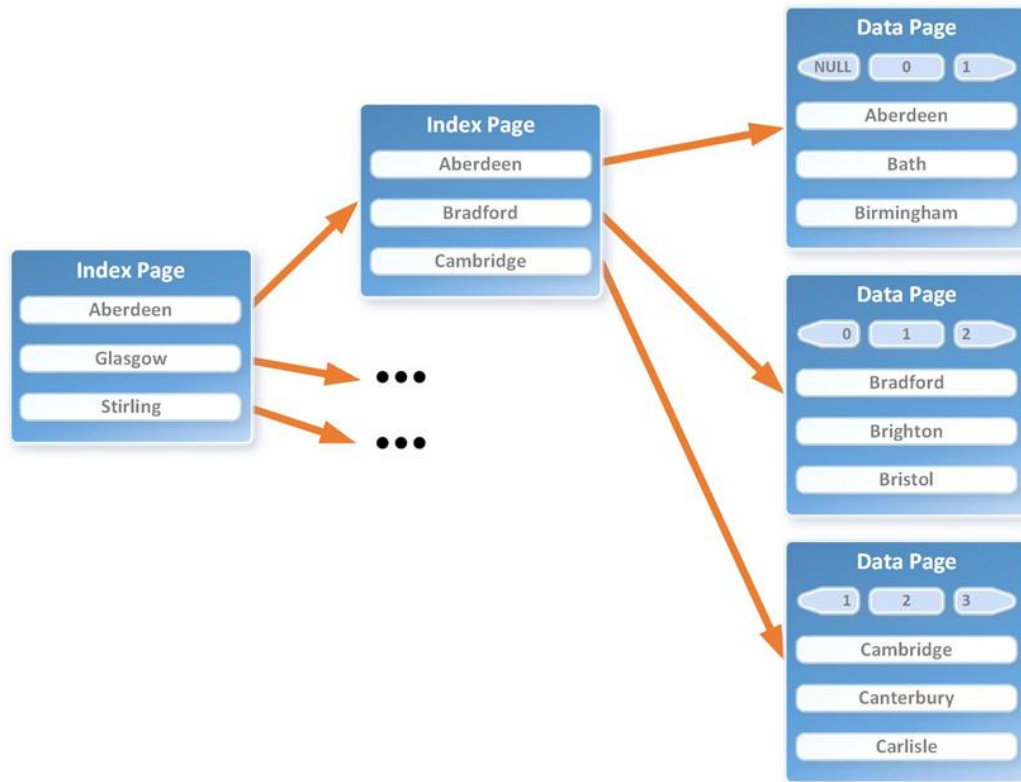 Index Page
Aberdeen
Glasgow
Stirling
Index Page
Aberdeen
Bradford
Cambridge
Data Page
NULL 0 1
Aberdeen
Bath
Birmingham
Data Page
0 1 2
Bradford
Brighton
Bristol
Data Page
1 2 3
Cambridge
Canterbury
Carlisle